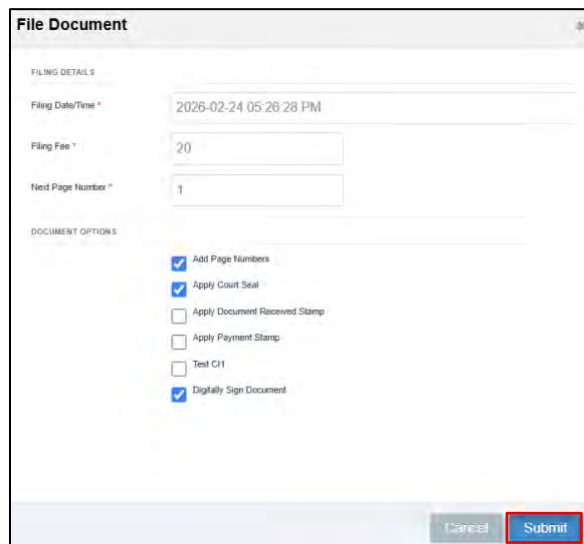 File Document
FILING DETAILS
Filing Date/Time *
2026-02-24 05:26:28 PM
Filing Fee *
20
Next Page Number *
1
DOCUMENT OPTIONS
Add Page Numbers
Apply Court Seal
Apply Document Received Stamp
Apply Payment Stamp
Test
Digitally Sign Document
Cancel Submit